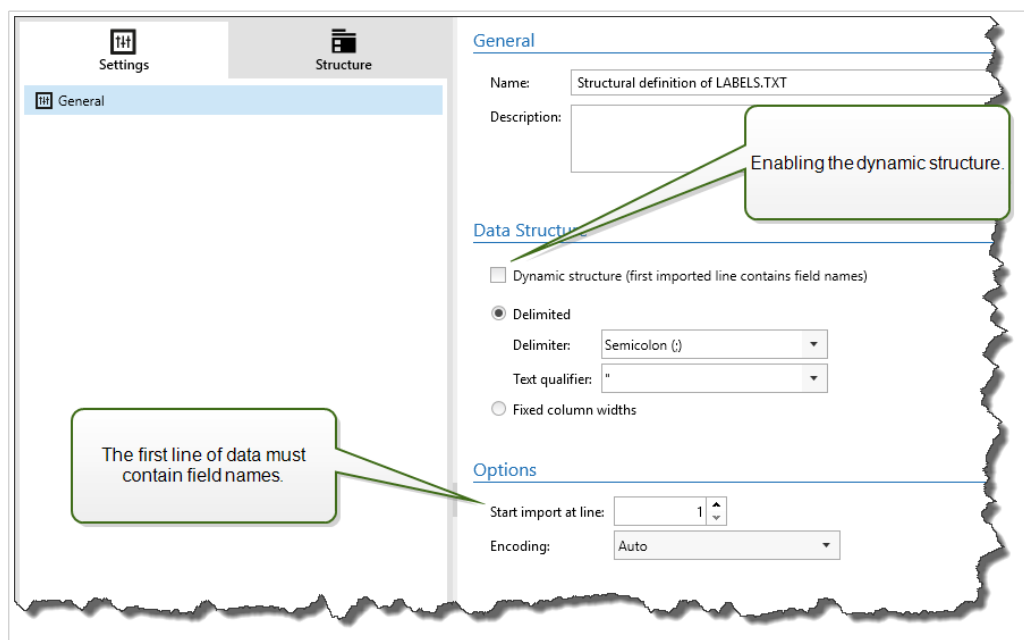 Settings
Structure
General
General
Name:
Structural definition of LABELS.TXT
Description:
Enabling the dynamic structure.
Data Structure
Dynamic structure (first imported line contains field names)
Delimited
Delimiter:
Semicolon (;)
Text qualifier:
"
Fixed column widths
The first line of data must
contain field names.
Options
Start import at line:
1
Encoding:
Auto